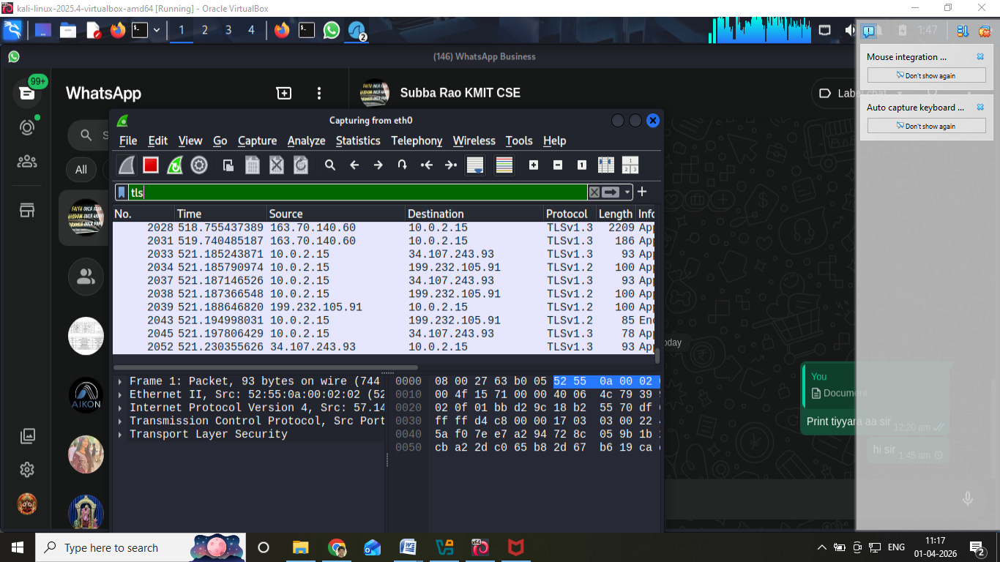 kali-linux-2025.4-virtualbox-amd64 [Running] - Oracle VirtualBox
1 2 3 4
2
1:47
(146) WhatsApp Business
Mouse integration ...
Don't show again
Auto capture keyboard ...
Don't show again
99+
WhatsApp
Subba Rao KMIT CSE
Label chat
S
All
Capturing from eth0
File Edit View Go Capture Analyze Statistics Telephony Wireless Tools Help
tls
No. Time Source Destination Protocol Length Info
2028 518.755437389 163.70.140.60 10.0.2.15 TLSv1.3 2209 App
2031 519.740485187 163.70.140.60 10.0.2.15 TLSv1.3 186 App
2033 521.185243871 10.0.2.15 34.107.243.93 TLSv1.3 93 App
2034 521.185790974 10.0.2.15 199.232.105.91 TLSv1.2 100 App
2037 521.187146526 10.0.2.15 34.107.243.93 TLSv1.3 93 App
2038 521.187366548 10.0.2.15 199.232.105.91 TLSv1.2 100 App
2039 521.188646820 199.232.105.91 10.0.2.15 TLSv1.2 100 App
2043 521.194998031 10.0.2.15 199.232.105.91 TLSv1.2 85 Enc
2045 521.197806429 10.0.2.15 34.107.243.93 TLSv1.3 78 App
2052 521.230355626 34.107.243.93 10.0.2.15 TLSv1.3 93 App
Frame 1: Packet, 93 bytes on wire (744
Ethernet II, Src: 52:55:0a:00:02:02 (52
Internet Protocol Version 4, Src: 57.14
Transmission Control Protocol, Src Port
Transport Layer Security
0000 08 00 27 63 b0 05 52 55 0a 00 02
0010 00 4f 15 71 00 00 40 06 4c 79 39
0020 02 0f 01 bb d2 9c 18 b2 55 70 df
0030 ff ff d4 c8 00 00 17 03 03 00 22
0040 5a f0 7e e7 a2 94 72 8c 05 9b 1b
0050 cb a2 2d c0 65 b8 2d 67 b6 19 ca
oday
You
Document
Print tiyyara aa sir 12:20 am
hi sir 1:45 am
AIKON
Type here to search
ENG
11:17
01-04-2026
2